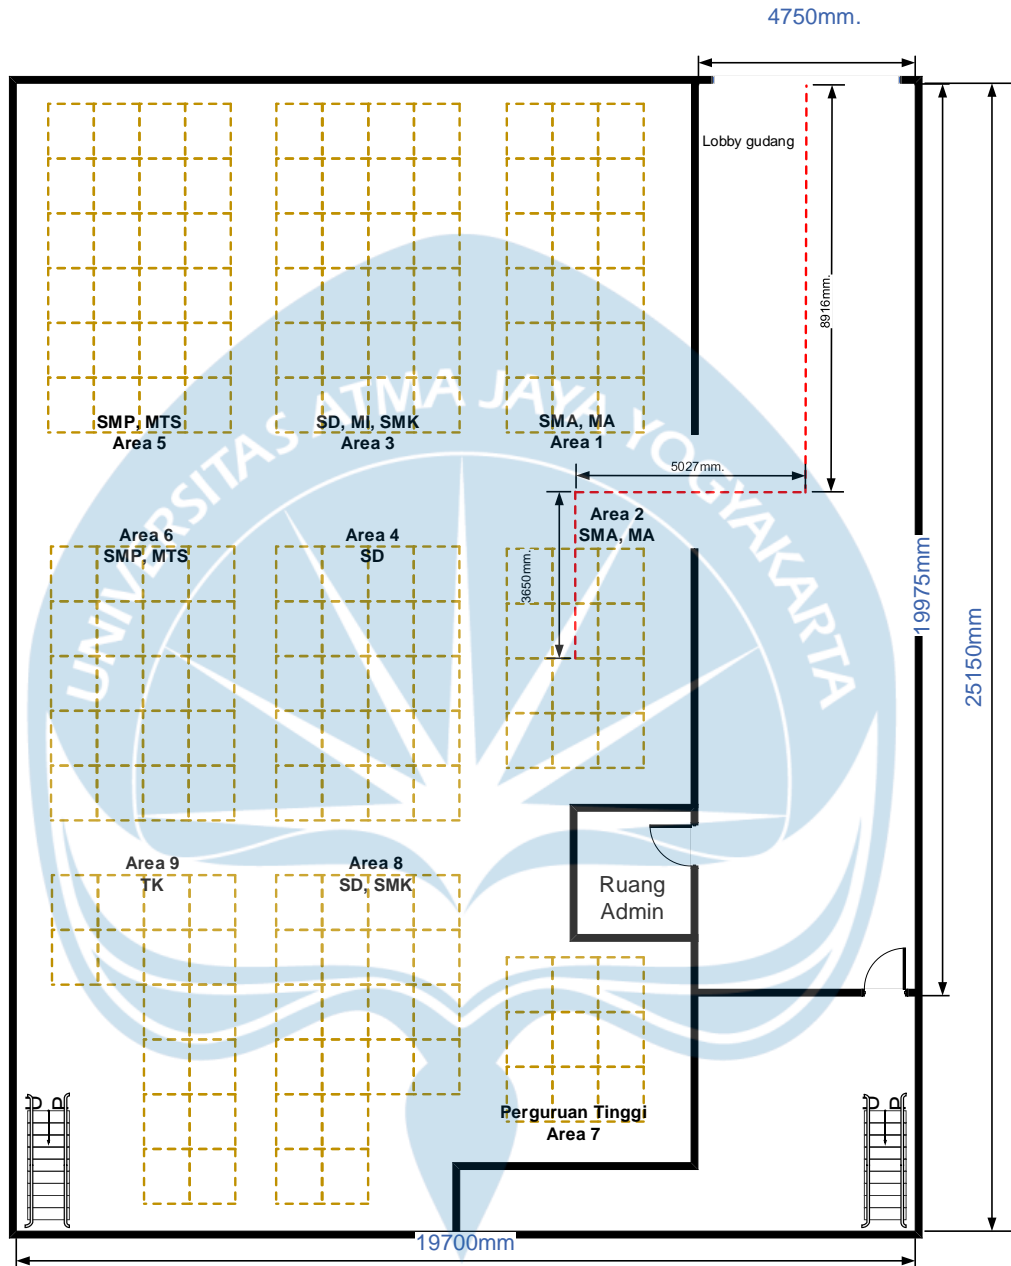 4750mm.
Lobby gudang
8916mm.
SMP, MTS
Area 5
SD, MI, SMK
Area 3
SMA, MA
Area 1
UNIVERSITAS ATMA JAYA YOGYAKARTA
5027mm.
Area 2
SMA, MA
3650mm.
Area 6
SMP, MTS
Area 4
SD
19975mm
25150mm
Area 9
TK
Area 8
SD, SMK
Ruang
Admin
Perguruan Tinggi
Area 7
19700mm